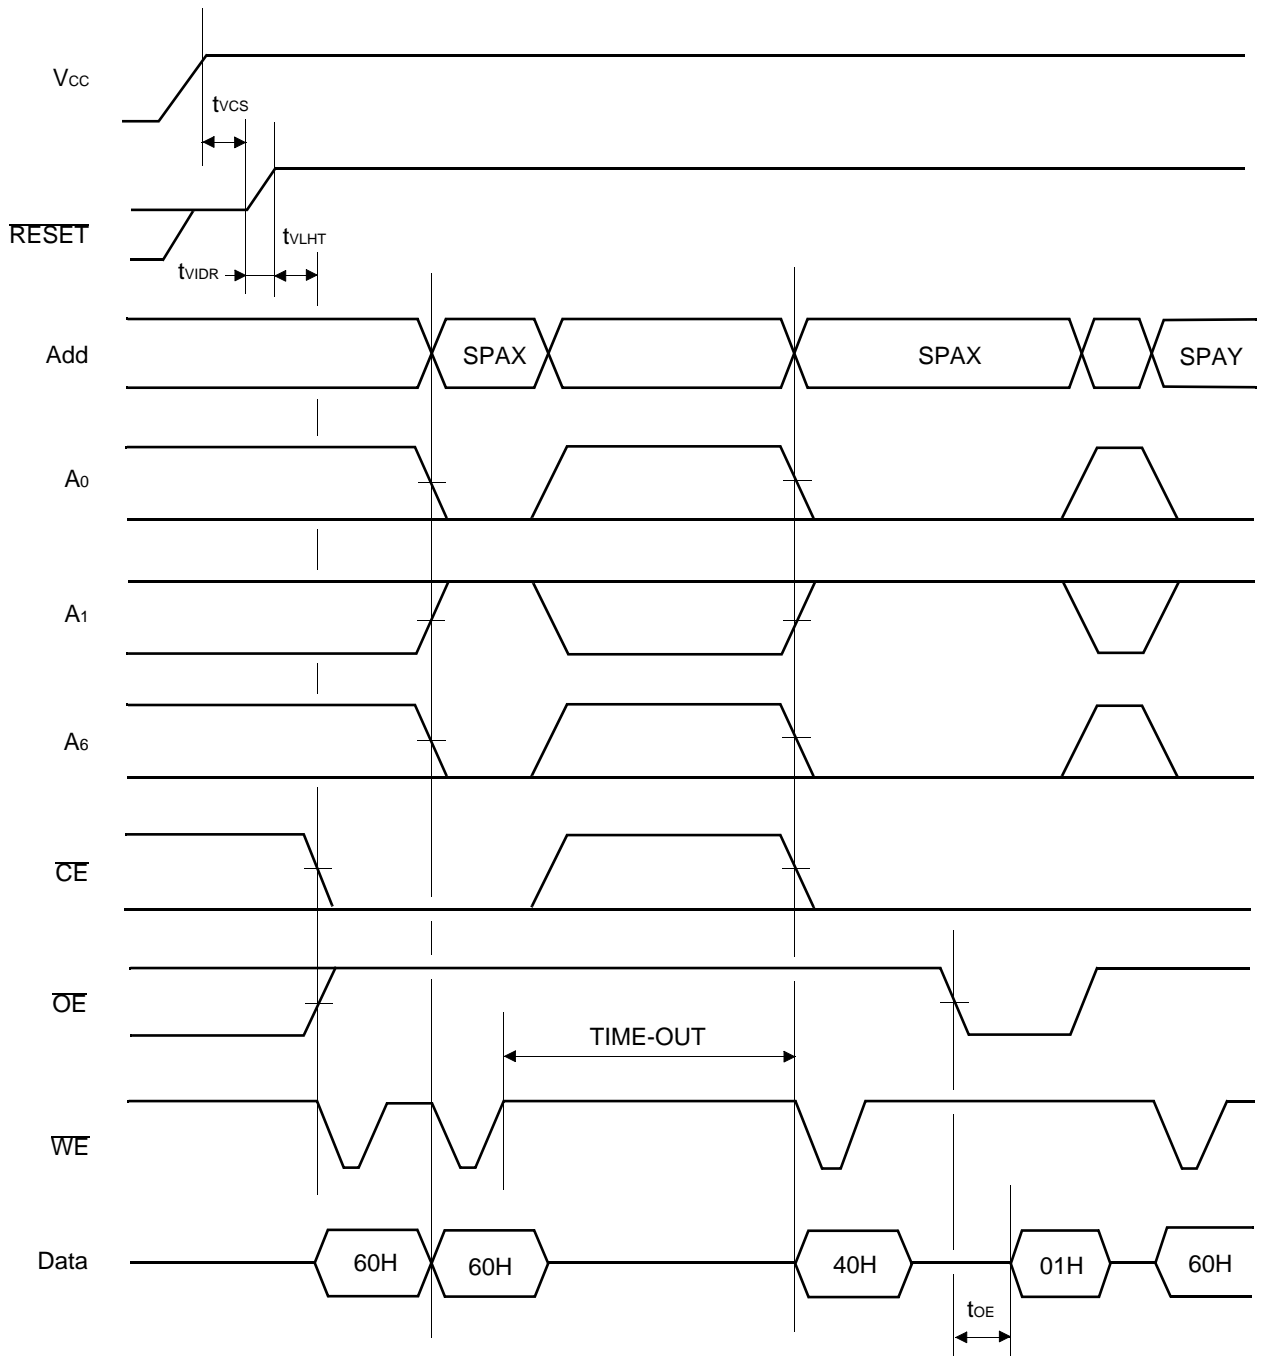 VCC
tVCS
RESET
tVLHT
tVIDR
Add
SPAX
SPAX
SPAY
A0
A1
A6
CE
OE
TIME-OUT
WE
Data
60H
60H
40H
01H
60H
tOE